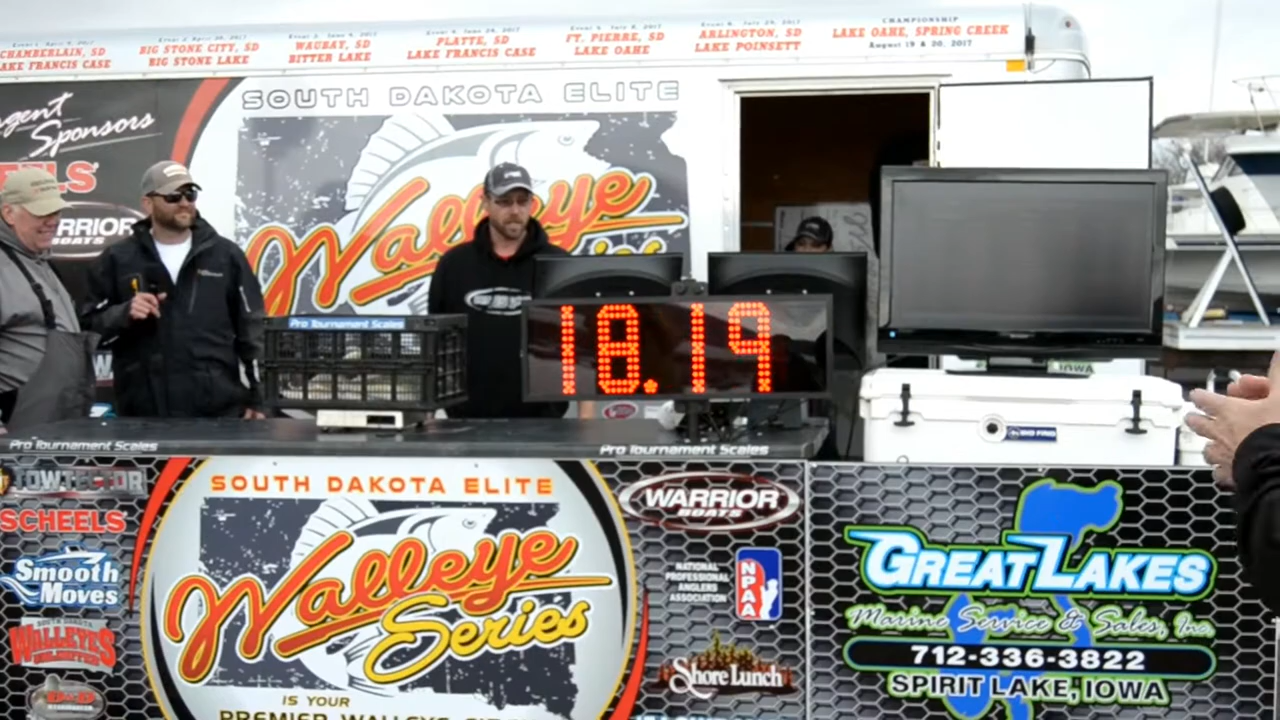 CHAMBERLAIN, SD
LAKE FRANCIS CASE
BIG STONE CITY, SD
BIG STONE LAKE
WAUBAY, SD
BITTER LAKE
PLATTE, SD
LAKE FRANCIS CASE
FT. PIERRE, SD
LAKE OAHE
ARLINGTON, SD
LAKE POINSETT
CHAMPIONSHIP
LAKE OAHE, SPRING CREEK
August 19 & 20, 2017
Sponsors
SOUTH DAKOTA ELITE
Walleye
BOATS
Pro Tournament Scales
18.19
IOWA
Pro Tournament Scales
Pro Tournament Scales
SCHEELS
Smooth
Moves
WALLEYES
UNLIMITED
SOUTH DAKOTA ELITE
Walleye
Series
IS YOUR
WARRIOR
BOATS
NATIONAL
PROFESSIONAL
ANGLERS
ASSOCIATION
NPAA
Shore Lunch
GREAT LAKES
Marine Service & Sales, Inc.
712-336-3822
SPIRIT LAKE, IOWA